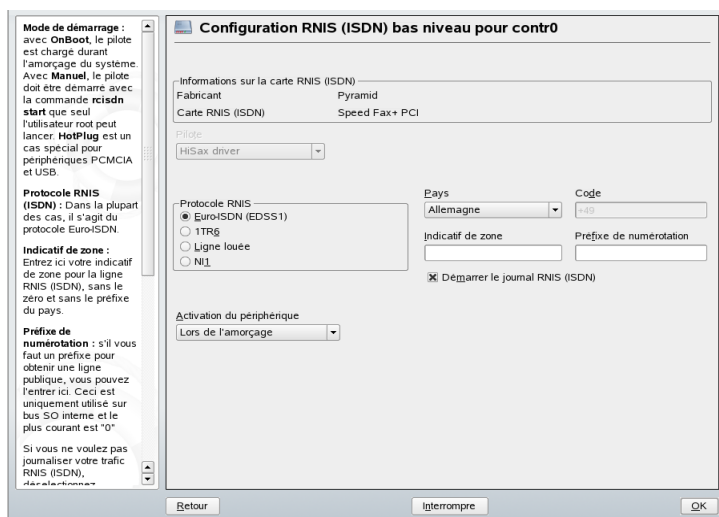 Mode de démarrage :
avec OnBoot, le pilote
est chargé durant
l'amorçage du système.
Avec Manuel, le pilote
doit être démarré avec
la commande rcisdn
start que seul
l'utilisateur root peut
lancer. HotPlug est un
cas spécial pour
périphériques PCMCIA
et USB.
Protocole RNIS
(ISDN) : Dans la plupart
des cas, il s'agit du
protocole Euro-ISDN.
Indicatif de zone :
Entrez ici votre indicatif
de zone pour la ligne
RNIS (ISDN), sans le
zéro et sans le préfixe
du pays.
Préfixe de
numérotation : s'il vous
faut un préfixe pour
obtenir une ligne
publique, vous pouvez
l'entrer ici. Ceci est
uniquement utilisé sur
bus SO interne et le
plus courant est "0"
Si vous ne voulez pas
journaliser votre trafic
RNIS (ISDN),
désélectionnez
Configuration RNIS (ISDN) bas niveau pour contr0
Informations sur la carte RNIS (ISDN)
Fabricant Pyramid
Carte RNIS (ISDN) Speed Fax+ PCI
Pilote
HiSax driver
Protocole RNIS
Euro-ISDN (EDSS1)
1TR6
Ligne louée
NI1
Pays Code
Allemagne +49
Indicatif de zone Préfixe de numérotation
Démarrer le journal RNIS (ISDN)
Activation du périphérique
Lors de l'amorçage
Retour Interrompre OK